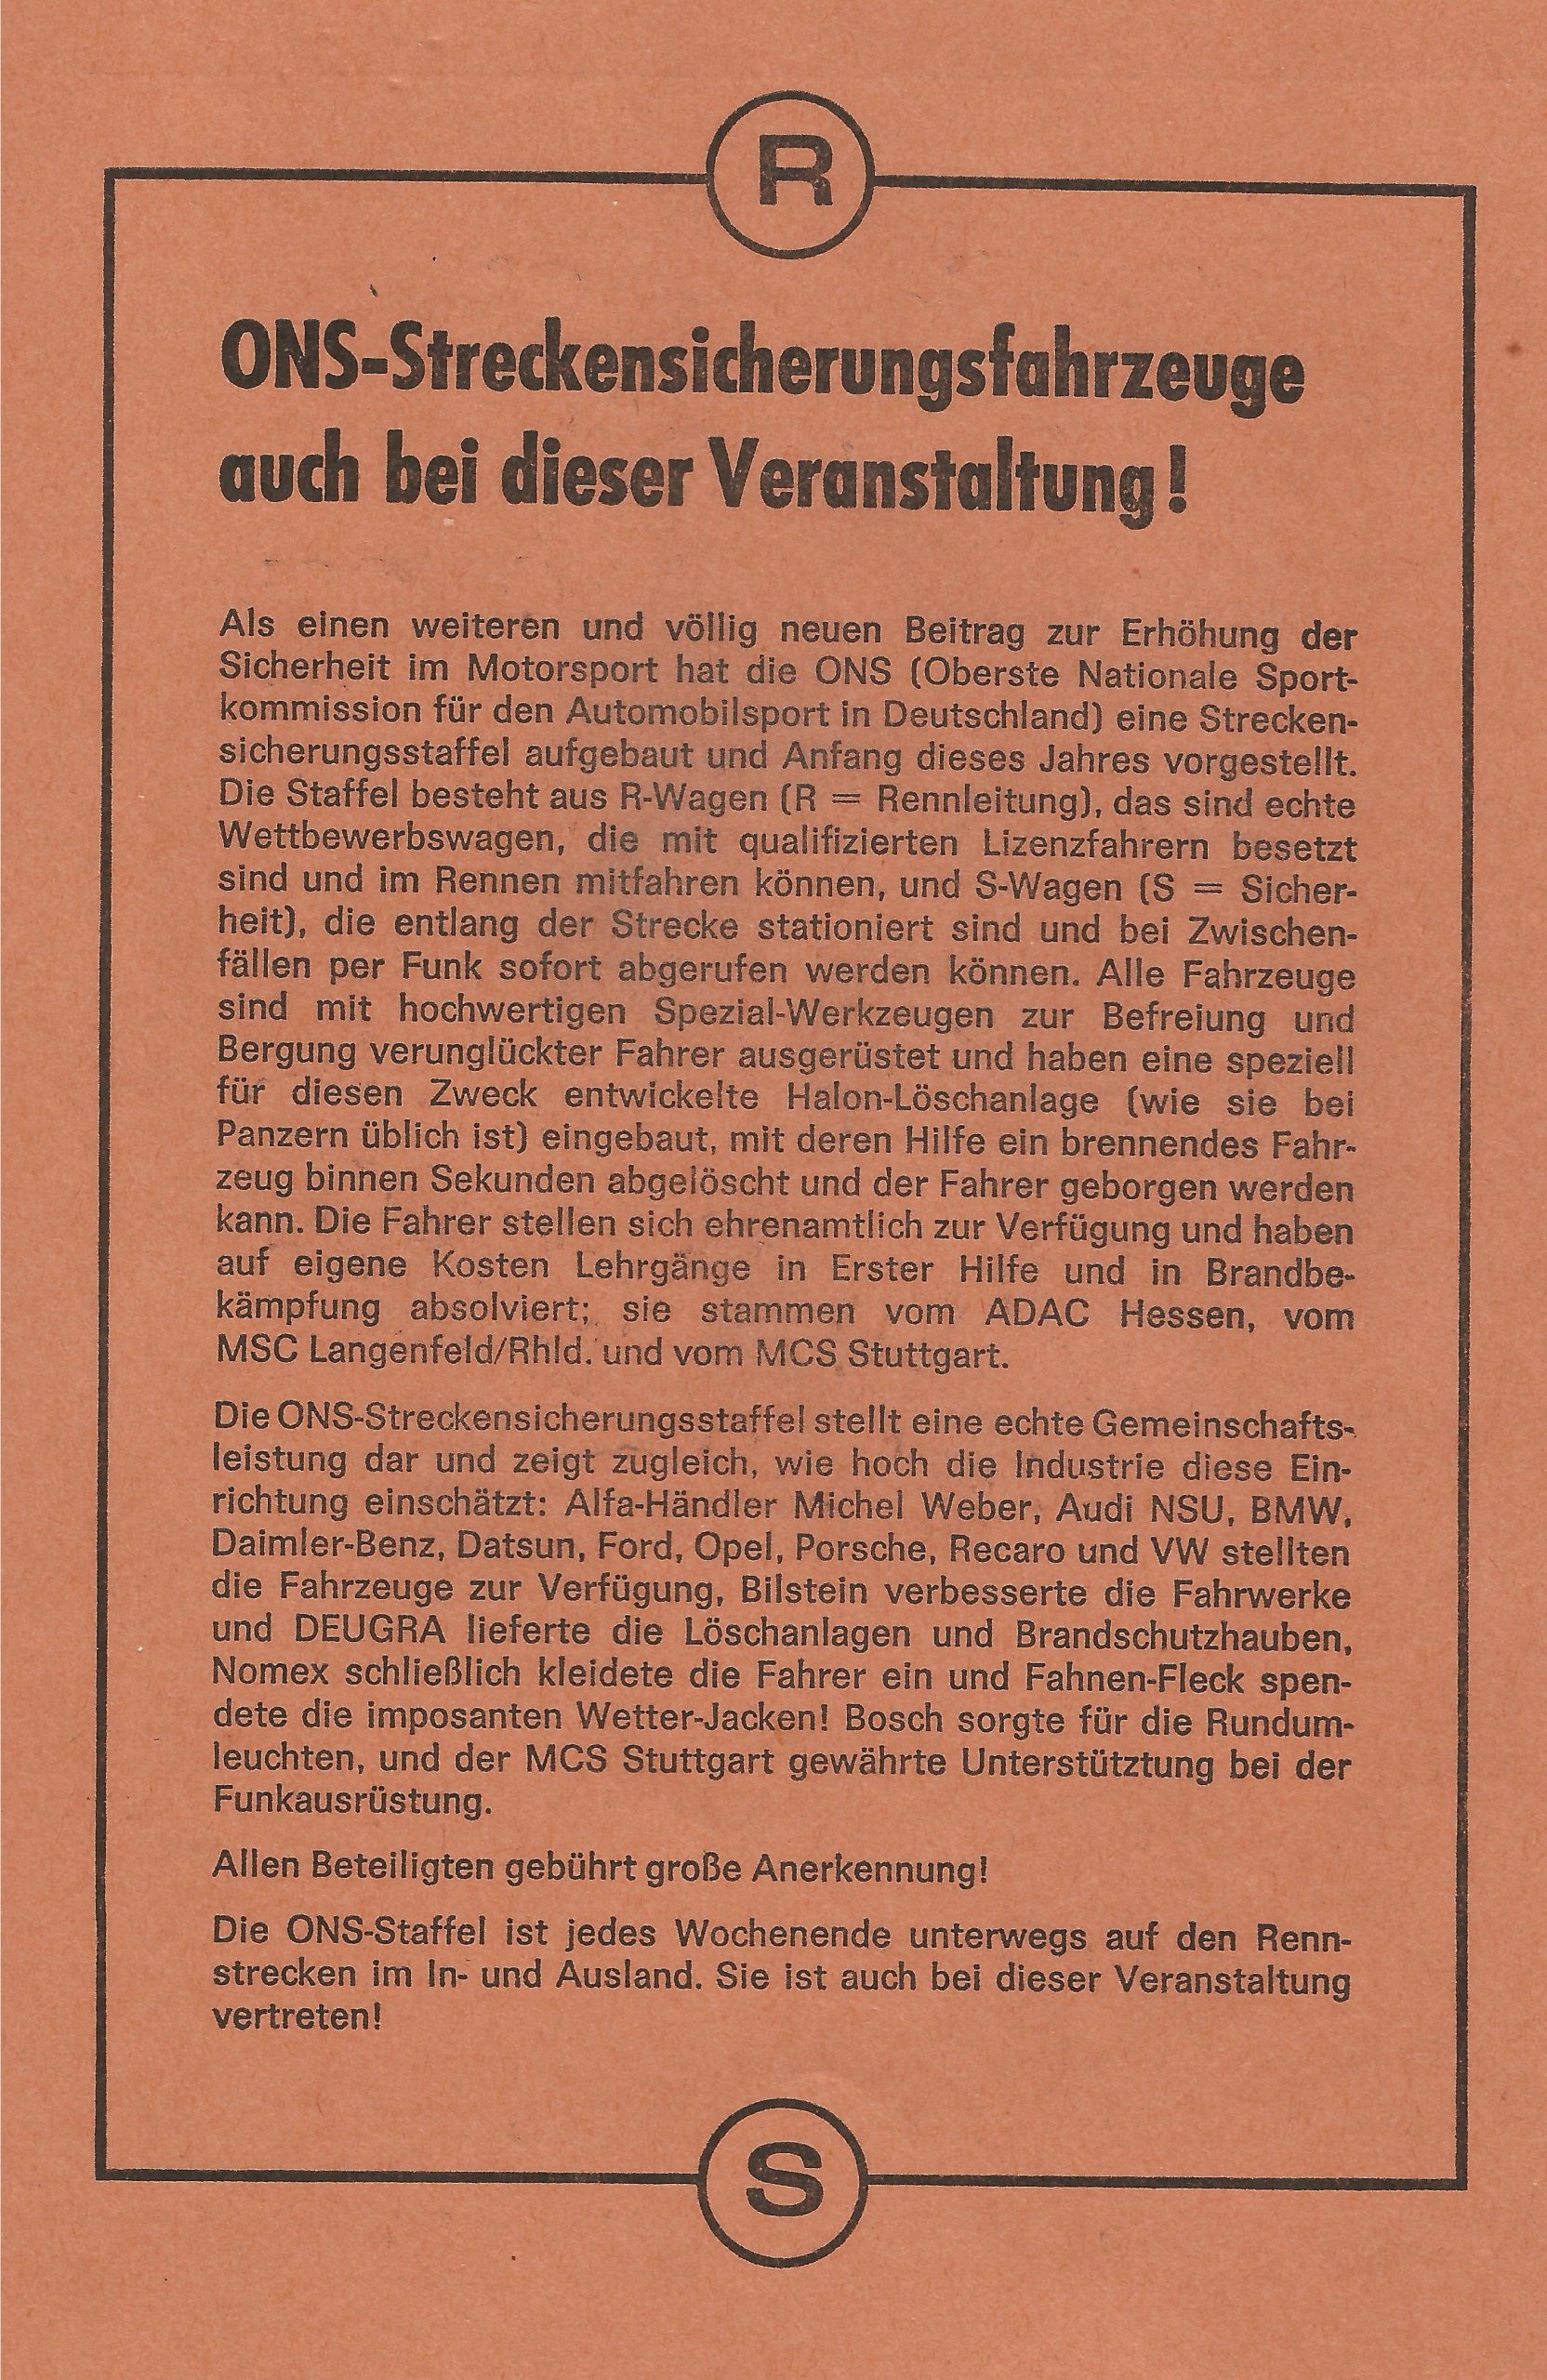 R
ONS-Streckensicherungsfahrzeuge
auch bei dieser Veranstaltung!
Als einen weiteren und völlig neuen Beitrag zur Erhöhung der
Sicherheit im Motorsport hat die ONS (Oberste Nationale Sport-
kommission für den Automobilsport in Deutschland) eine Strecken-
sicherungsstaffel aufgebaut und Anfang dieses Jahres vorgestellt.
Die Staffel besteht aus R-Wagen (R = Rennleitung), das sind echte
Wettbewerbswagen, die mit qualifizierten Lizenzfahrern besetzt
sind und im Rennen mitfahren können, und S-Wagen (S = Sicher-
heit), die entlang der Strecke stationiert sind und bei Zwischen-
fällen per Funk sofort abgerufen werden können. Alle Fahrzeuge
sind mit hochwertigen Spezial-Werkzeugen zur Befreiung und
Bergung verunglückter Fahrer ausgerüstet und haben eine speziell
für diesen Zweck entwickelte Halon-Löschanlage (wie sie bei
Panzern üblich ist) eingebaut, mit deren Hilfe ein brennendes Fahr-
zeug binnen Sekunden abgelöscht und der Fahrer geborgen werden
kann. Die Fahrer stellen sich ehrenamtlich zur Verfügung und haben
auf eigene Kosten Lehrgänge in Erster Hilfe und in Brandbe-
kämpfung absolviert; sie stammen vom ADAC Hessen, vom
MSC Langenfeld/Rhld. und vom MCS Stuttgart.
Die ONS-Streckensicherungsstaffel stellt eine echte Gemeinschafts-
leistung dar und zeigt zugleich, wie hoch die Industrie diese Ein-
richtung einschätzt: Alfa-Händler Michel Weber, Audi NSU, BMW,
Daimler-Benz, Datsun, Ford, Opel, Porsche, Recaro und VW stellten
die Fahrzeuge zur Verfügung, Bilstein verbesserte die Fahrwerke
und DEUGRA lieferte die Löschanlagen und Brandschutzhauben,
Nomex schließlich kleidete die Fahrer ein und Fahnen-Fleck spen-
dete die imposanten Wetter-Jacken! Bosch sorgte für die Rundum-
leuchten, und der MCS Stuttgart gewährte Unterstütztung bei der
Funkausrüstung.
Allen Beteiligten gebührt große Anerkennung!
Die ONS-Staffel ist jedes Wochenende unterwegs auf den Renn-
strecken im In- und Ausland. Sie ist auch bei dieser Veranstaltung
vertreten!
S